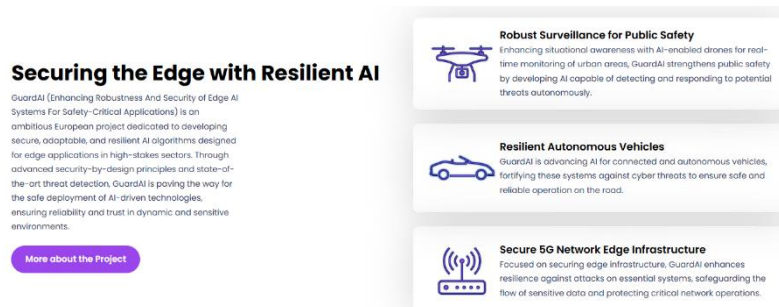 Securing the Edge with Resilient AI
GuardAI (Enhancing Robustness And Security of Edge AI
Systems For Safety-Critical Applications) is an
ambitious European project dedicated to developing
secure, adaptable, and resilient AI algorithms designed
for edge applications in high-stakes sectors. Through
advanced security-by-design principles and state-of-
the-art threat detection, GuardAI is paving the way for
the safe deployment of AI-driven technologies,
ensuring reliability and trust in dynamic and sensitive
environments.
More about the Project
Robust Surveillance for Public Safety
Enhancing situational awareness with AI-enabled drones for real-
time monitoring of urban areas, GuardAI strengthens public safety
by developing AI capable of detecting and responding to potential
threats autonomously.
Resilient Autonomous Vehicles
GuardAI is advancing AI for connected and autonomous vehicles,
fortifying these systems against cyber threats to ensure safe and
reliable operation on the road.
Secure 5G Network Edge Infrastructure
Focused on securing edge infrastructure, GuardAI enhances
resilience against attacks on essential systems, safeguarding the
flow of sensitive data and protecting critical network operations.